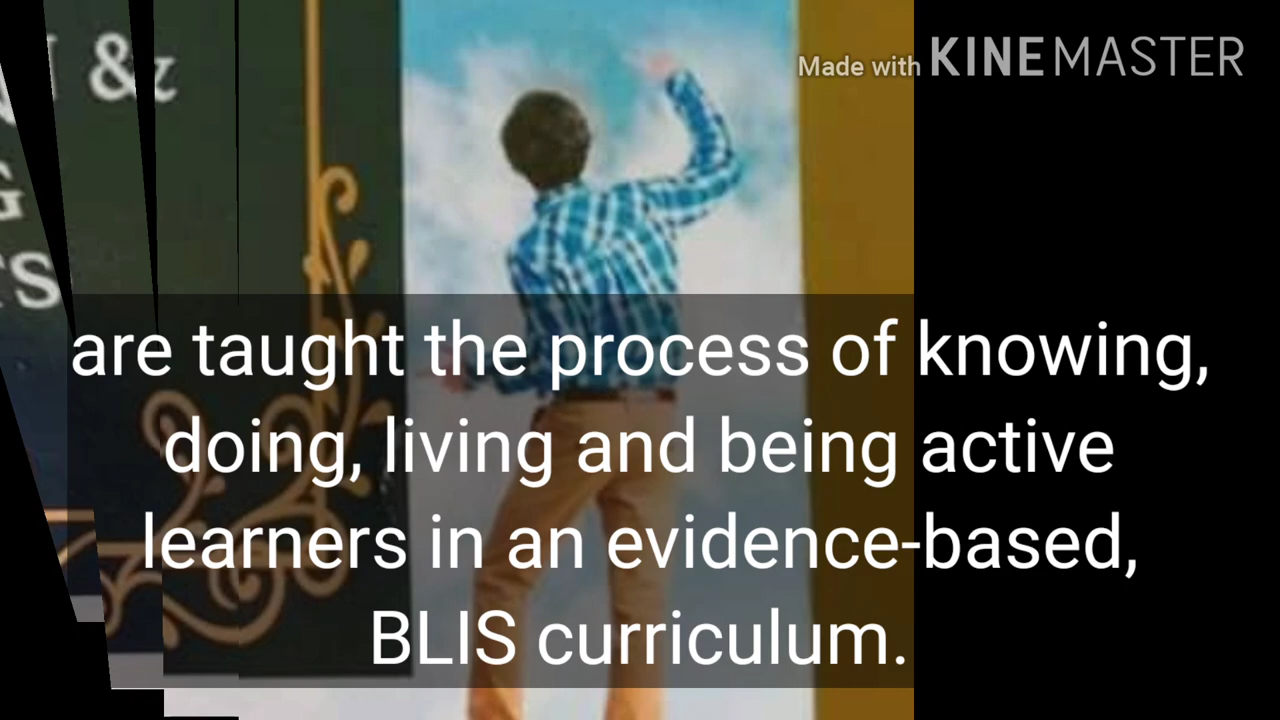 &
Made with KINEMASTER
are taught the process of knowing,
doing, living and being active
learners in an evidence-based,
BLIS curriculum.